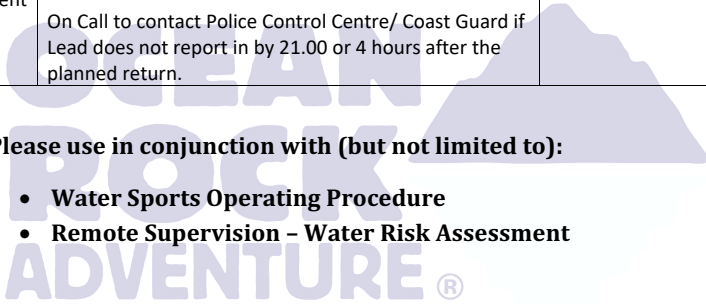 ent
On Call to contact Police Control Centre/ Coast Guard if
Lead does not report in by 21.00 or 4 hours after the
planned return.
OCEAN
Please use in conjunction with (but not limited to):
ROCK
• Water Sports Operating Procedure
• Remote Supervision – Water Risk Assessment
ADVENTURE ®